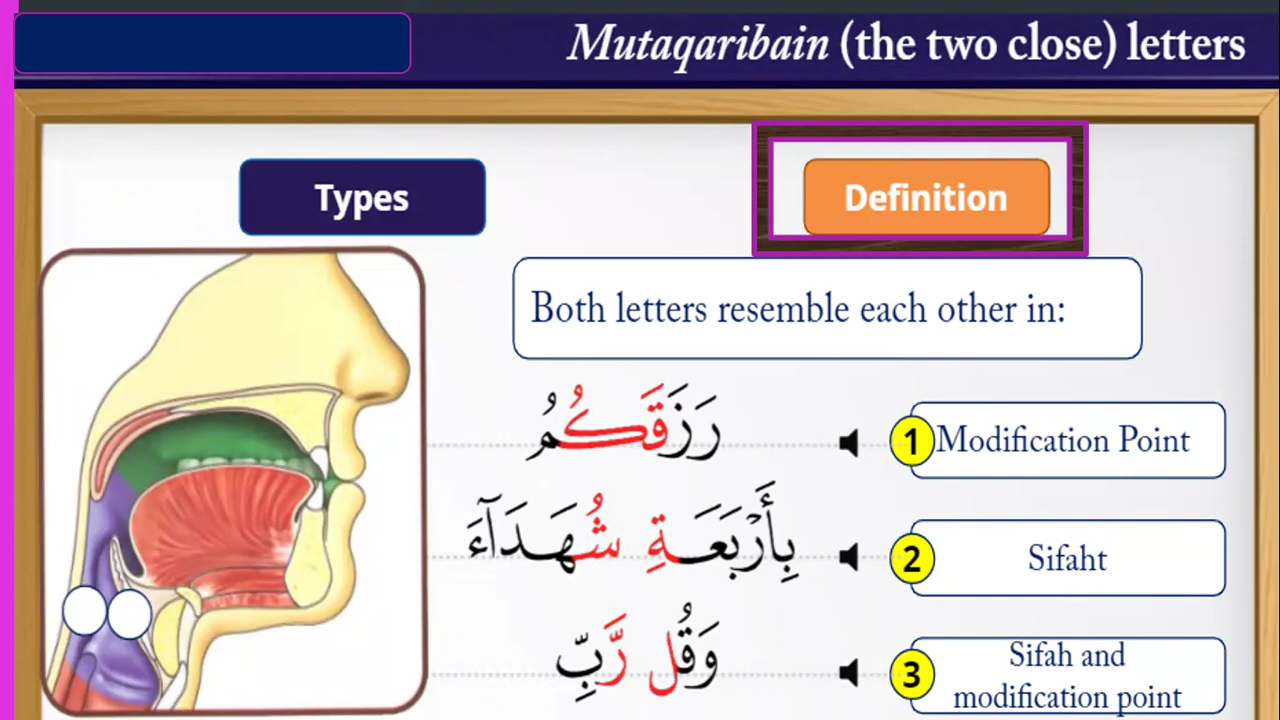 Mutaqaribain (the two close) letters
Types
Definition
Both letters resemble each other in:
رَزَقَكُمُ
1 Modification Point
بِأَرْبَعَةِ شُهَدَآءَ
2 Sifaht
وَقُل رَّبِّ
3 Sifah and
modification point